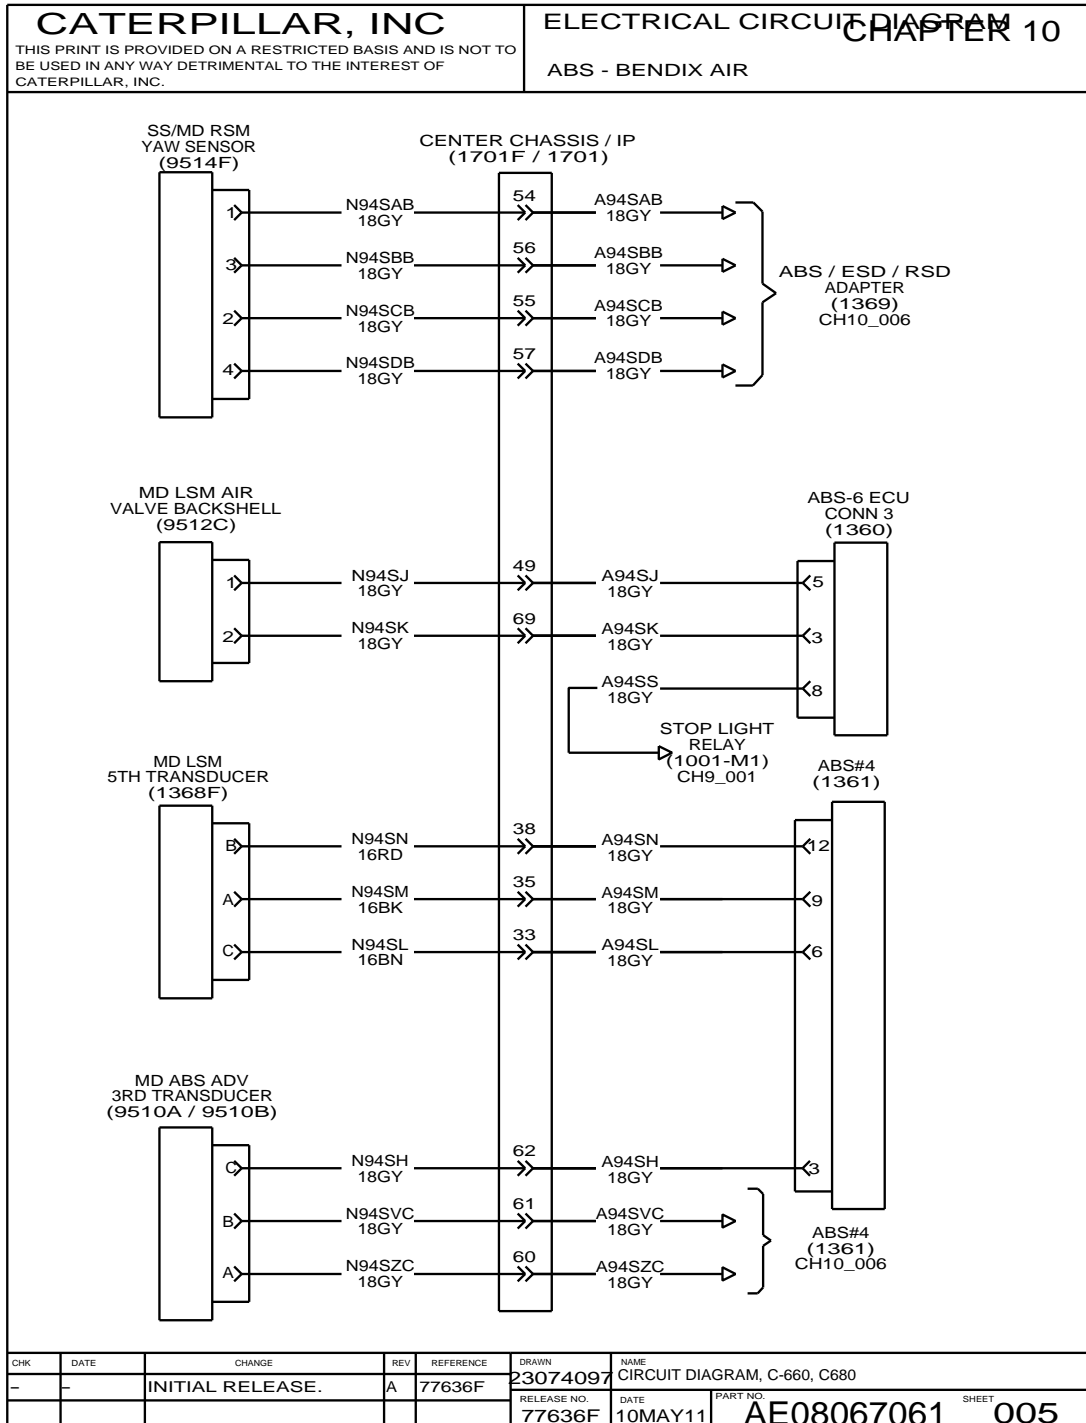 CATERPILLAR, INC
THIS PRINT IS PROVIDED ON A RESTRICTED BASIS AND IS NOT TO
BE USED IN ANY WAY DETRIMENTAL TO THE INTEREST OF
CATERPILLAR, INC.
ELECTRICAL CIRCUIT DIAGRAM
CHAPTER 10
ABS - BENDIX AIR
SS/MD RSM
YAW SENSOR
(9514F)
CENTER CHASSIS / IP
(1701F / 1701)
1 N94SAB 54 A94SAB
18GY 18GY
3 N94SBB 56 A94SBB
18GY 18GY
2 N94SCB 55 A94SCB
18GY 18GY
4 N94SDB 57 A94SDB
18GY 18GY
ABS / ESD / RSD
ADAPTER
(1369)
CH10_006
MD LSM AIR
VALVE BACKSHELL
(9512C)
ABS-6 ECU
CONN 3
(1360)
1 N94SJ 49 A94SJ 5
18GY 18GY
2 N94SK 69 A94SK 3
18GY 18GY
A94SS 8
18GY
STOP LIGHT
RELAY
(1001-M1)
CH9_001
MD LSM
5TH TRANSDUCER
(1368F)
ABS#4
(1361)
B N94SN 38 A94SN 12
16RD 18GY
A N94SM 35 A94SM 9
16BK 18GY
C N94SL 33 A94SL 6
16BN 18GY
MD ABS ADV
3RD TRANSDUCER
(9510A / 9510B)
C N94SH 62 A94SH 3
18GY 18GY
B N94SVC 61 A94SVC
18GY 18GY
A N94SZC 60 A94SZC
18GY 18GY
ABS#4
(1361)
CH10_006
CHK DATE CHANGE REV REFERENCE
- - INITIAL RELEASE. A 77636F
DRAWN
23074097
NAME
CIRCUIT DIAGRAM, C-660, C680
RELEASE NO.
77636F
DATE
10MAY11
PART NO.
AE08067061
SHEET
005